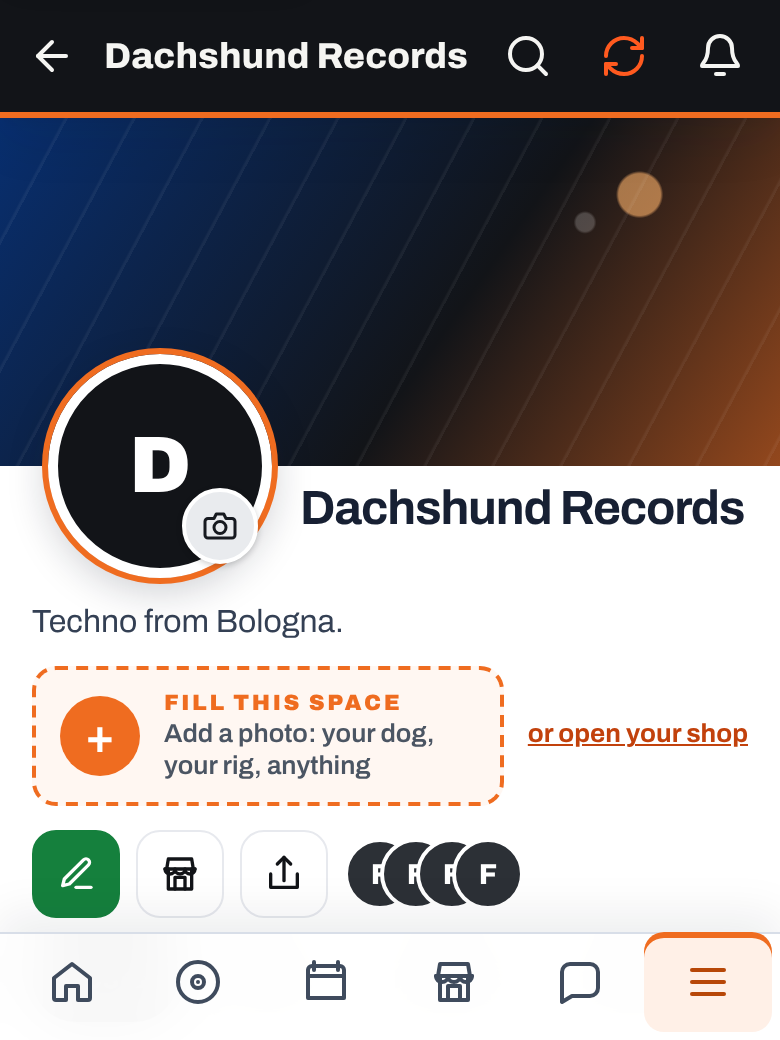 Dachshund Records
D
Dachshund Records
Techno from Bologna.
FILL THIS SPACE
Add a photo: your dog,
your rig, anything
or open your shop
F F F F